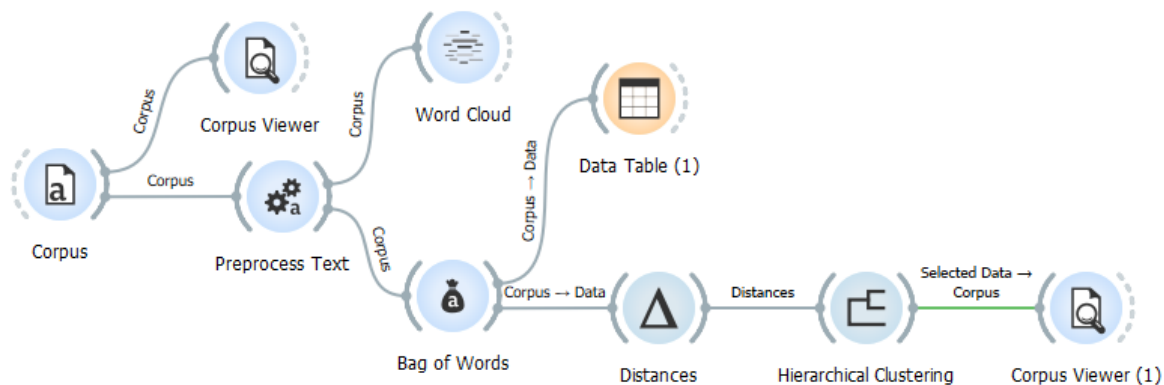 Corpus
Corpus Viewer
Corpus
Corpus
Preprocess Text
Corpus
Word Cloud
Corpus
Bag of Words
Corpus → Data
Data Table (1)
Corpus → Data
Distances
Distances
Hierarchical Clustering
Selected Data →
Corpus
Corpus Viewer (1)
a
a
a